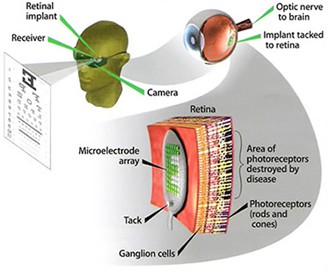 Retinal
implant
Receiver
Camera
Optic nerve
to brain
Implant tacked
to retina
Retina
Microelectrode
array
Tack
Ganglion cells
Area of
photoreceptors
destroyed by
disease
Photoreceptors
(rods and
cones)